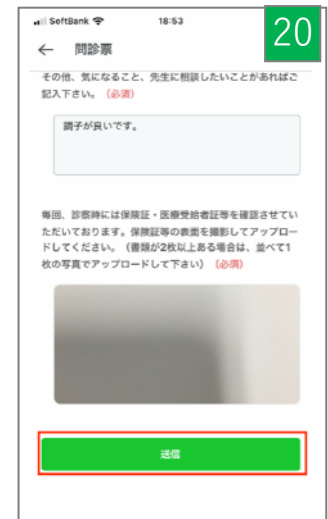 SoftBank 18:53
20
← 問診票
その他、気になること、先生に相談したいことがあればご
記入下さい。（必須）
調子が良いです。
毎回、診察時には保険証・医療受給者証等を確認させてい
ただいております。保険証等の表面を撮影してアップロー
ドしてください。（書類が2枚以上ある場合は、並べて1
枚の写真でアップロードして下さい）（必須）
送信